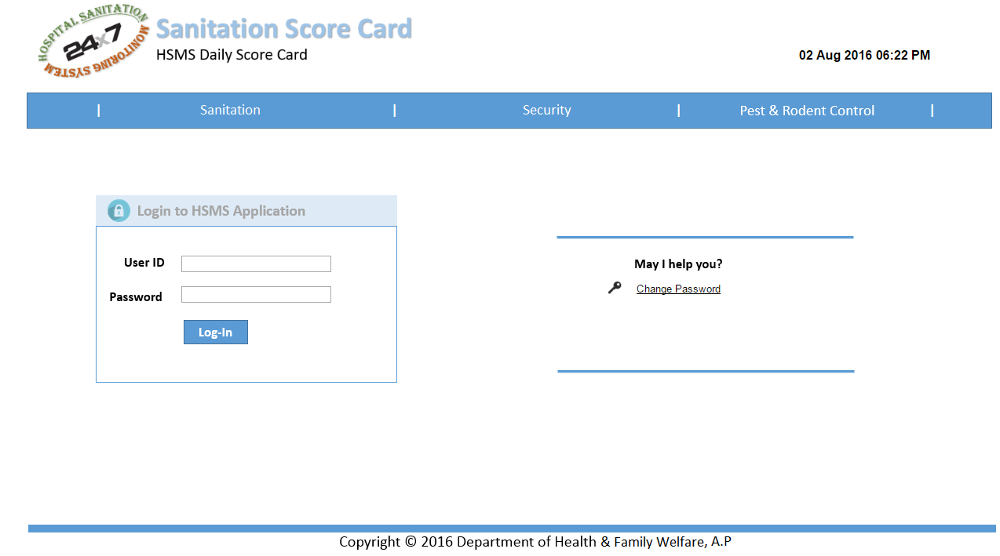 HOSPITAL SANITATION
24x7
MONITORING SYSTEM
Sanitation Score Card
HSMS Daily Score Card
02 Aug 2016 06:22 PM
| Sanitation | Security | Pest & Rodent Control |
Login to HSMS Application
User ID
Password
Log-In
May I help you?
Change Password
Copyright © 2016 Department of Health & Family Welfare, A.P